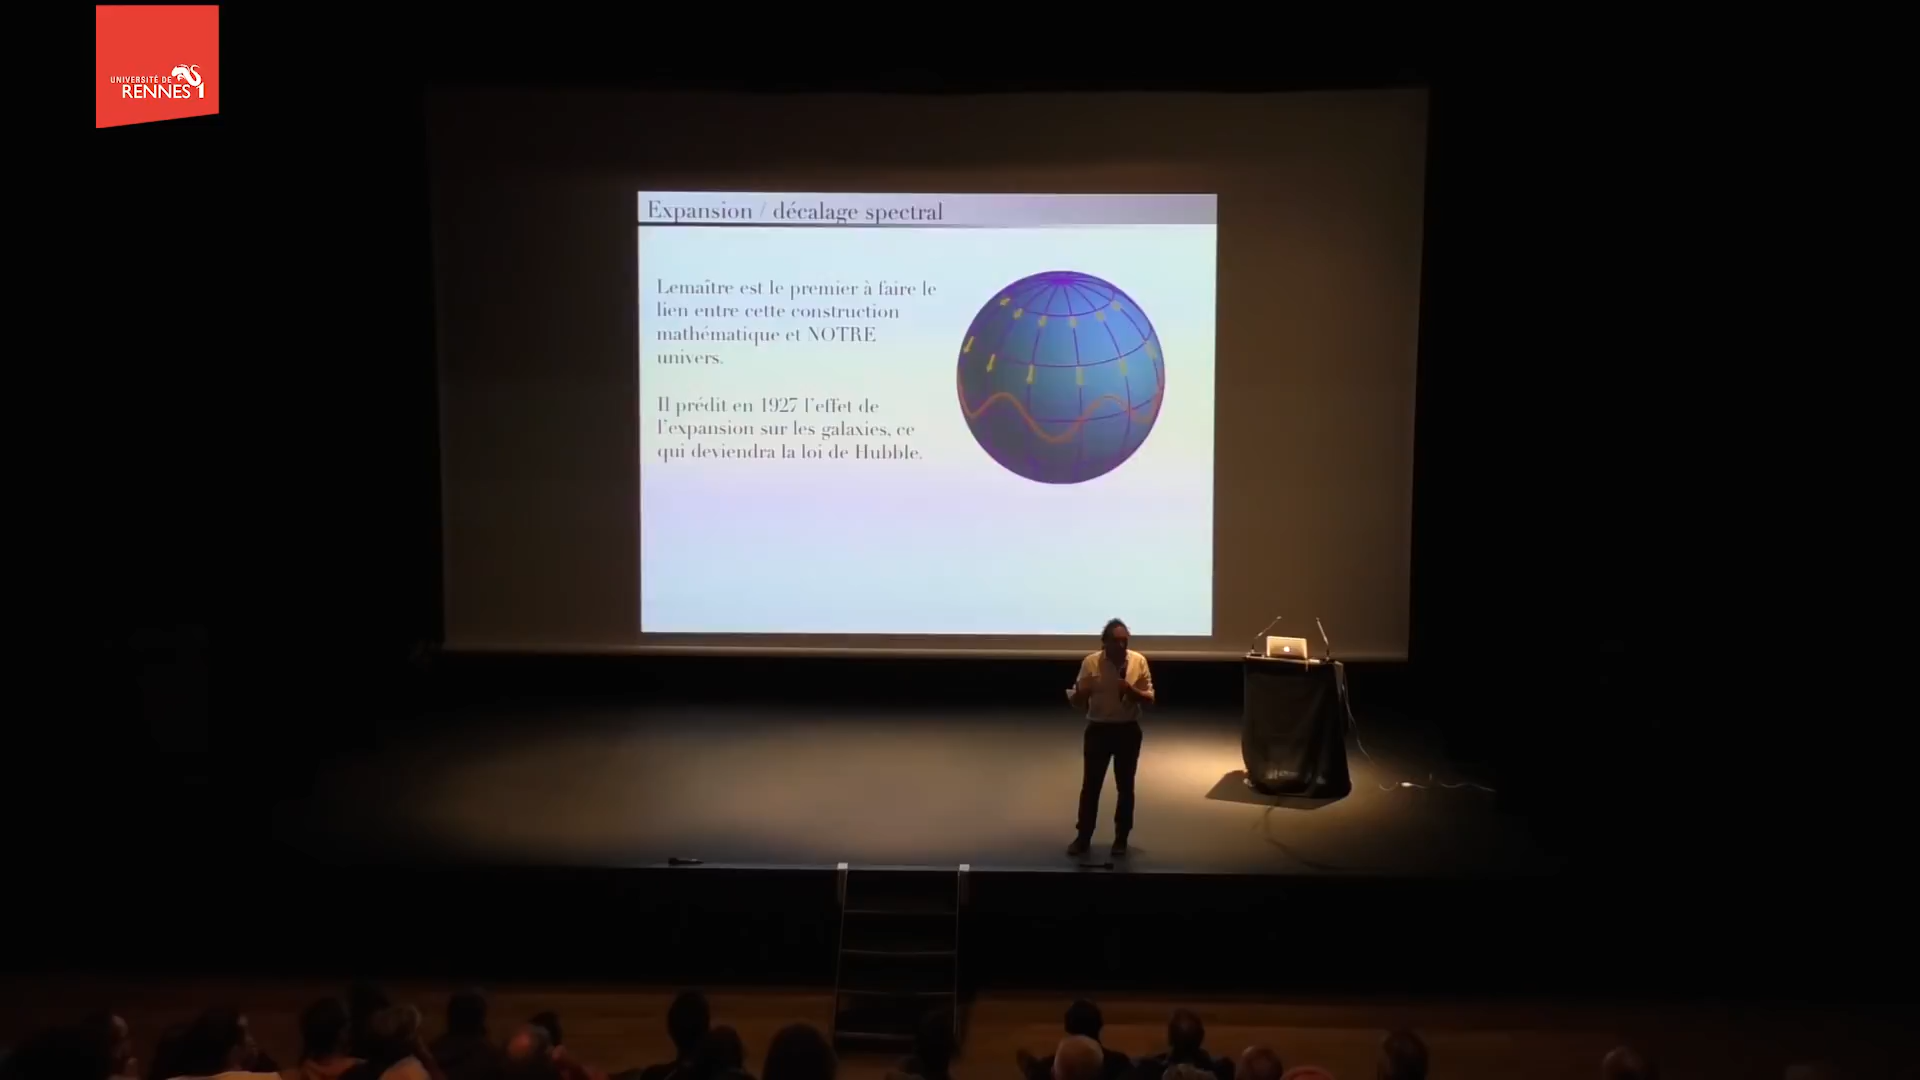 UNIVERSITÉ DE
RENNES 1
Expansion / décalage spectral
Lemaître est le premier à faire le
lien entre cette construction
mathématique et NOTRE
univers.
Il prédit en 1927 l'effet de
l'expansion sur les galaxies, ce
qui deviendra la loi de Hubble.